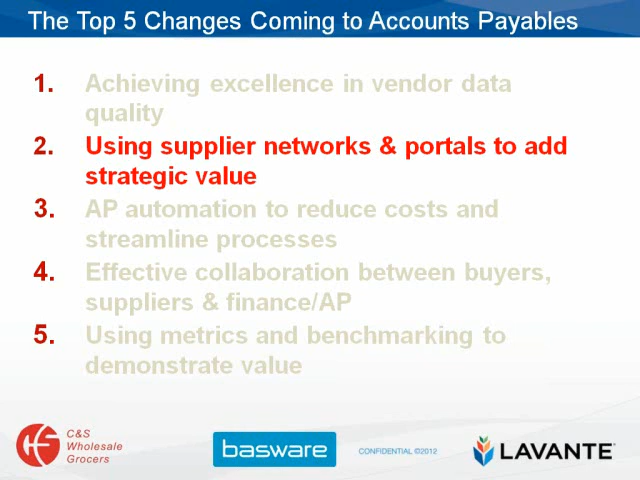 The Top 5 Changes Coming to Accounts Payables
1. Achieving excellence in vendor data
quality
2. Using supplier networks & portals to add
strategic value
3. AP automation to reduce costs and
streamline processes
4. Effective collaboration between buyers,
suppliers & finance/AP
5. Using metrics and benchmarking to
demonstrate value
C&S
Wholesale
Grocers
basware
CONFIDENTIAL ©2012
LAVANTE